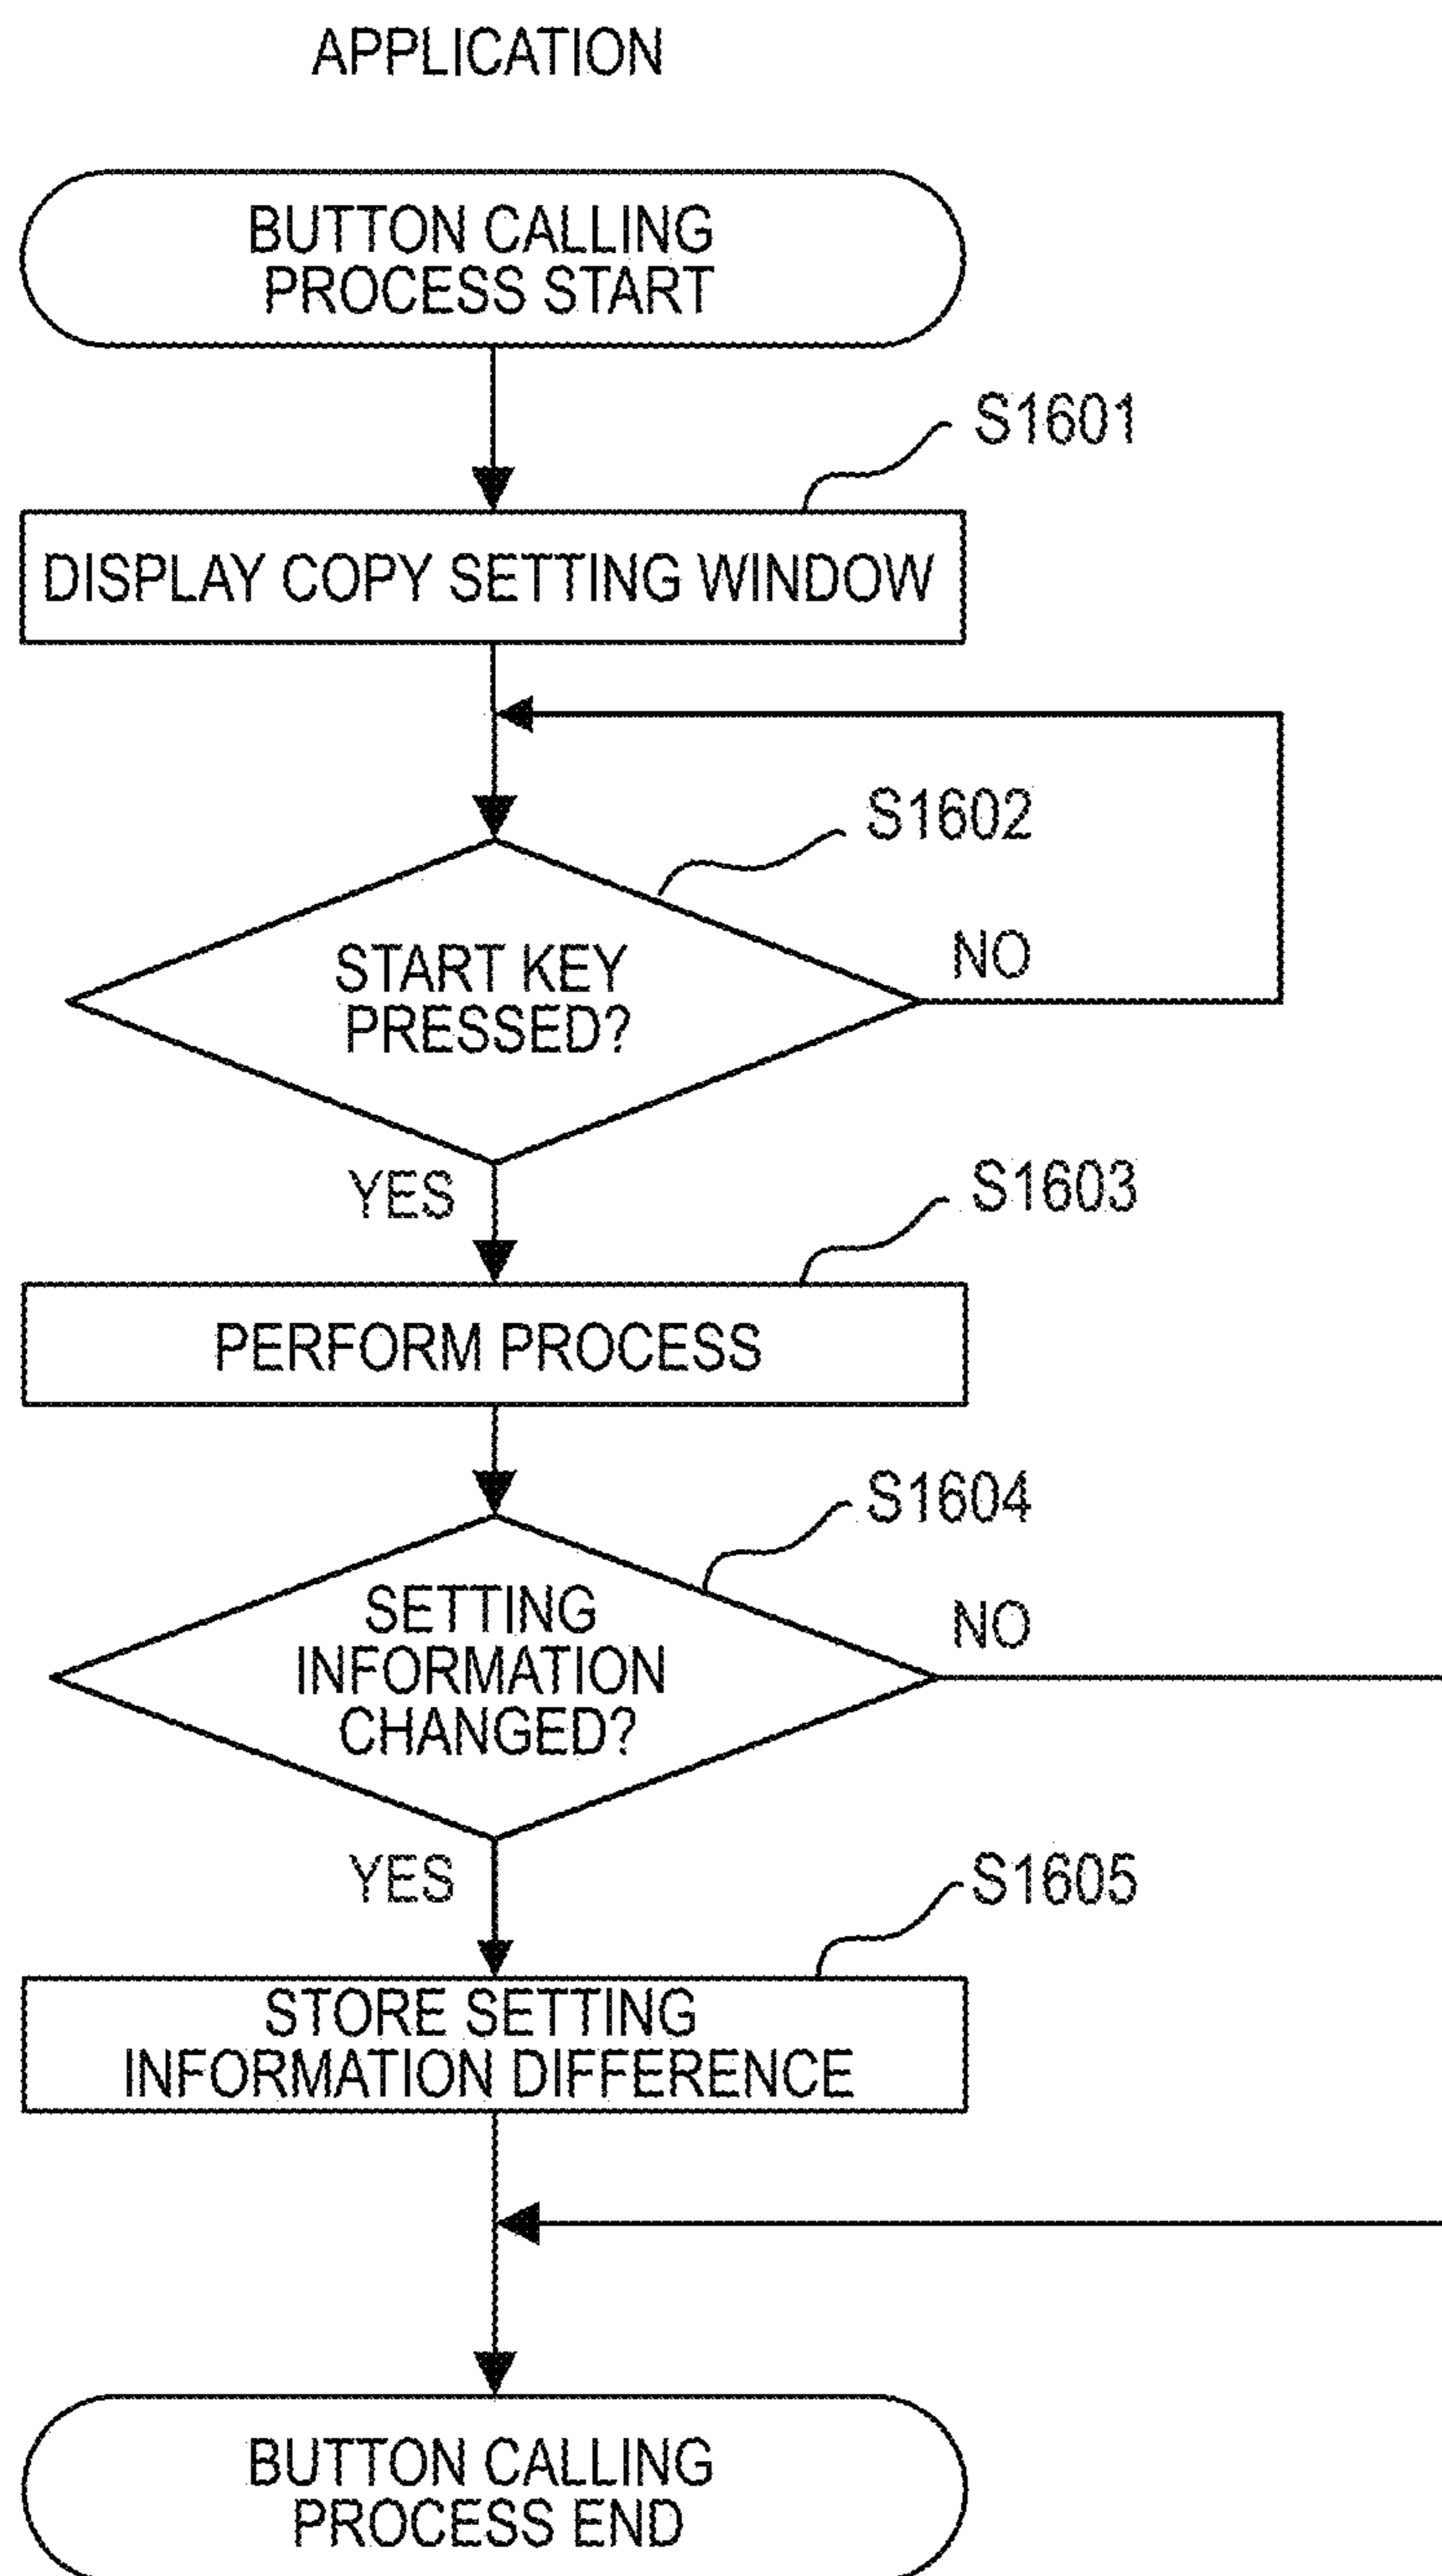 APPLICATION
BUTTON CALLING
PROCESS START
S1601
DISPLAY COPY SETTING WINDOW
S1602
START KEY
PRESSED?
NO
YES
S1603
PERFORM PROCESS
S1604
SETTING
INFORMATION
CHANGED?
NO
YES
S1605
STORE SETTING
INFORMATION DIFFERENCE
BUTTON CALLING
PROCESS END